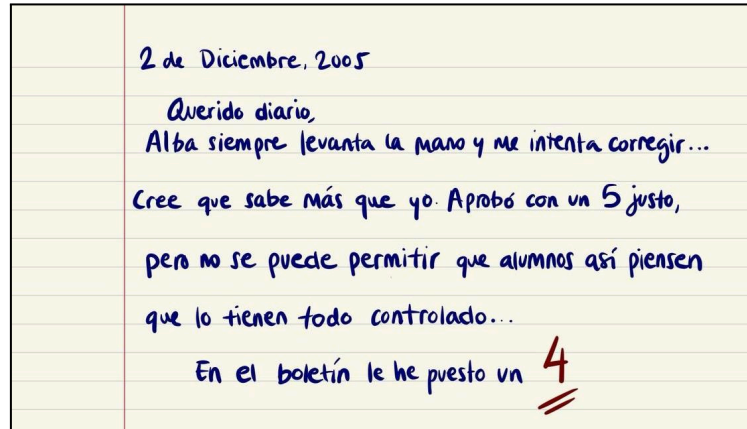 2 de Diciembre, 2005
Querido diario,
Alba siempre levanta la mano y me intenta corregir...
Cree que sabe más que yo. Aprobó con un 5 justo,
pero no se puede permitir que alumnos así piensen
que lo tienen todo controlado...
En el boletín le he puesto un 4